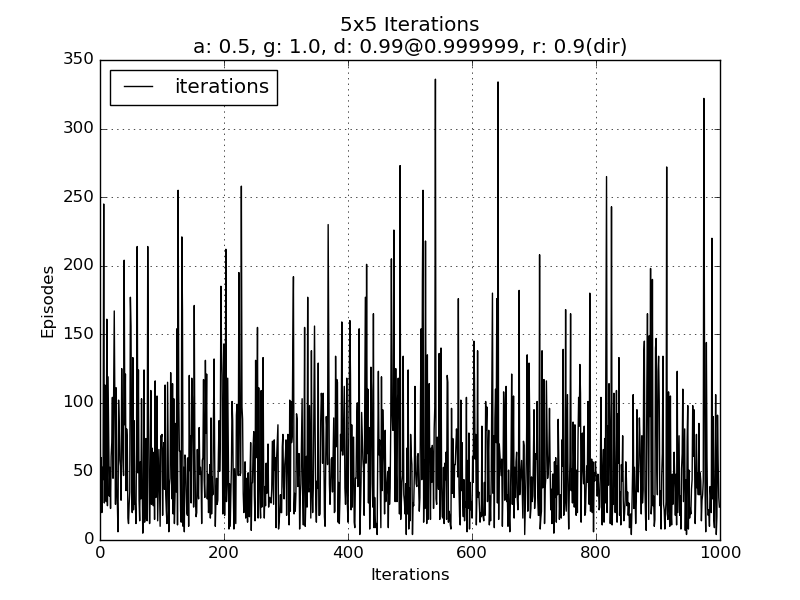 5x5 Iterations
a: 0.5, g: 1.0, d: 0.99@0.999999, r: 0.9(dir)
350
iterations
300
250
200
150
100
50
0
Episodes
0 200 400 600 800 1000
Iterations